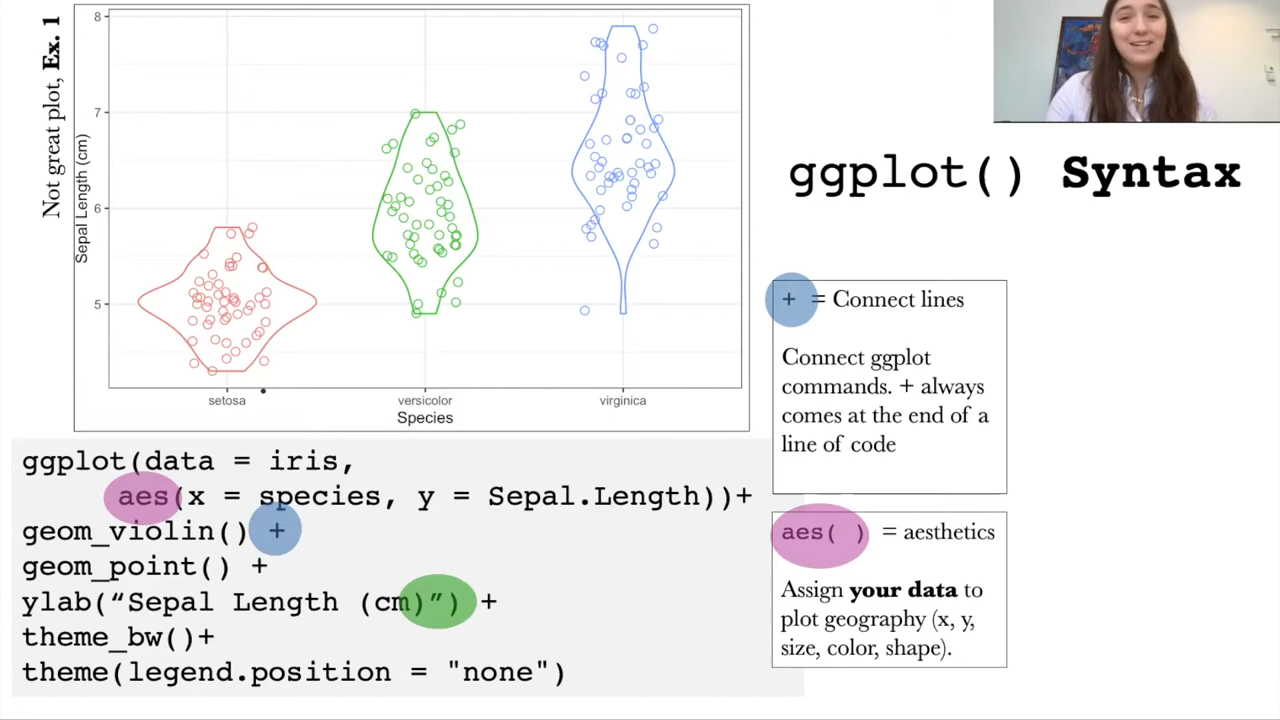 Not great plot, Ex. 1
Sepal Length (cm)
8
7
6
5
setosa
versicolor
virginica
Species
ggplot() Syntax
ggplot(data = iris,
aes(x = species, y = Sepal.Length))+
geom_violin() +
geom_point() +
ylab(“Sepal Length (cm)”) +
theme_bw()+
theme(legend.position = "none")
+ = Connect lines
Connect ggplot
commands. + always
comes at the end of a
line of code
aes( ) = aesthetics
Assign your data to
plot geography (x, y,
size, color, shape).